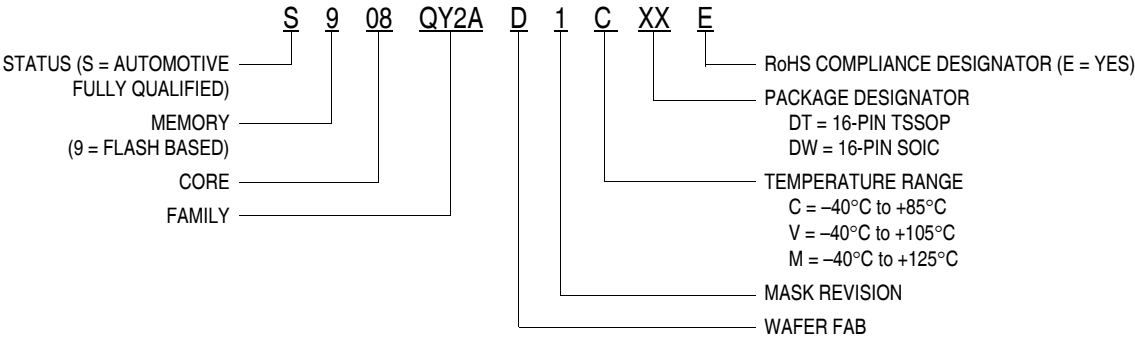 S 9 08 QY2A D 1 C XX E
STATUS (S = AUTOMOTIVE
FULLY QUALIFIED)
MEMORY
(9 = FLASH BASED)
CORE
FAMILY
RoHS COMPLIANCE DESIGNATOR (E = YES)
PACKAGE DESIGNATOR
DT = 16-PIN TSSOP
DW = 16-PIN SOIC
TEMPERATURE RANGE
C = –40°C to +85°C
V = –40°C to +105°C
M = –40°C to +125°C
MASK REVISION
WAFER FAB